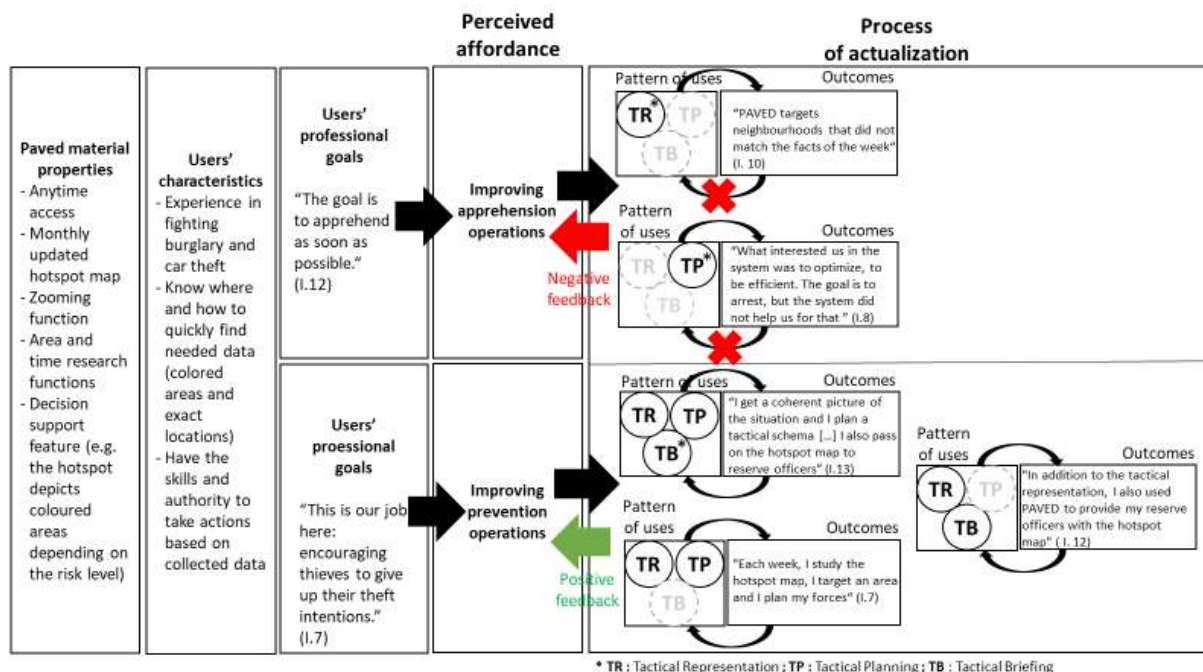 Perceived
affordance
Process
of actualization
Paved material
properties
- Anytime
access
- Monthly
updated
hotspot map
- Zooming
function
- Area and
time research
functions
- Decision
support
feature (e.g.
the hotspot
depicts
coloured
areas
depending on
the risk level)
Users'
characteristics
- Experience in
fighting
burglary and
car theft
- Know where
and how to
quickly find
needed data
(colored
areas and
exact
locations)
- Have the
skills and
authority to
take actions
based on
collected data
Users'
professional
goals
"The goal is
to apprehend
as soon as
possible."
(I.12)
Improving
apprehension
operations
Negative
feedback
Pattern of uses
TR*
TP
TB
Outcomes
"PAVED targets
neighbourhoods that did not
match the facts of the week"
(I. 10)
Pattern
of uses
TR
TP*
TB
Outcomes
"What interested us in the
system was to optimize, to
be efficient. The goal is to
arrest, but the system did
not help us for that " (I.8)
Users'
proessional
goals
"This is our job
here:
encouraging
thieves to give
up their theft
intentions."
(I.7)
Improving
prevention
operations
Positive
feedback
Pattern of uses
TR
TP
TB*
Outcomes
"I get a coherent picture of
the situation and I plan a
tactical schema [...] I also pass
on the hotspot map to
reserve officers" (I.13)
Pattern
of uses
TR
TP
TB
Outcomes
"In addition to the tactical
representation, I also used
PAVED to provide my
reserve officers with the hotspot
map" ( I. 12)
Pattern
of uses
TR
TP
TB
Outcomes
"Each week, I study the
hotspot map, I target an area
and I plan my forces" (I.7)
* TR : Tactical Representation ; TP : Tactical Planning ; TB : Tactical Briefing